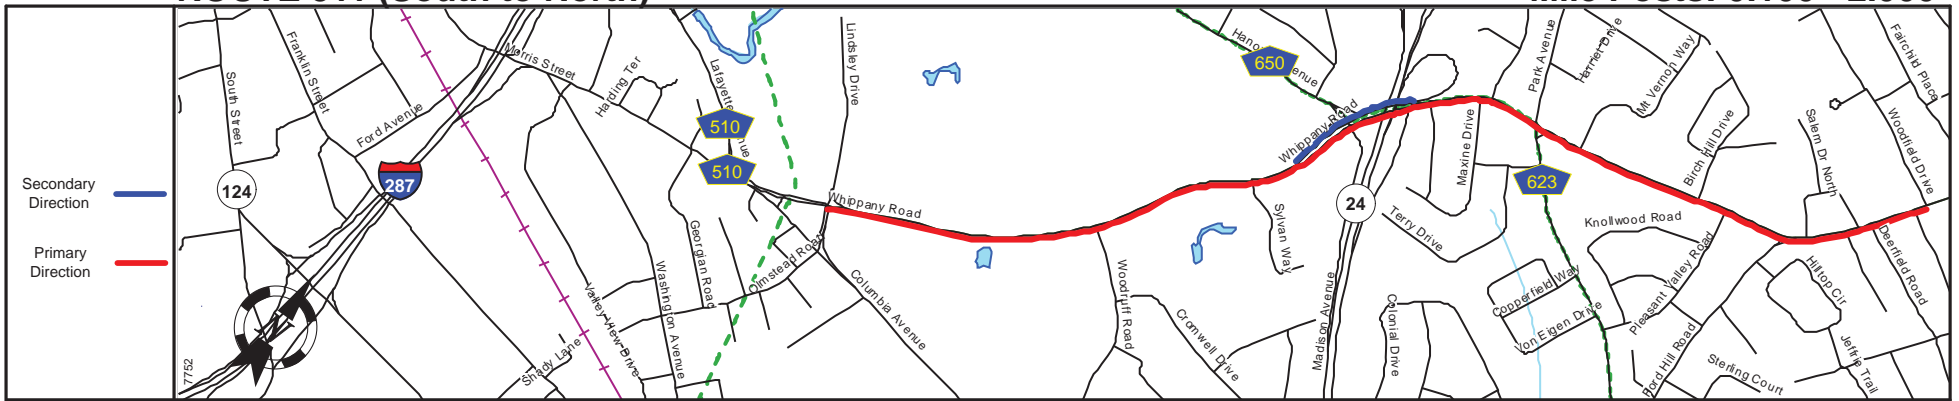 Secondary
Direction
Primary
Direction
South Street
Franklin Street
Ford Avenue
Morris Street
Harding Ter
Lafayette
nue
Lindsley Drive
124
287
510
510
Whippany Road
Olmstead Road
Georgian Road
Washington Avenue
Valley View Drive
Shady Lane
Columbia Avenue
7752
Hano
enue
650
Whippany Road
Park Avenue
Harriet Drive
Mt Vernon Way
Fairchild Place
Woodfield Drive
Salem Dr North
Birch Hill Drive
Maxine Drive
623
24
Terry Drive
Sylvan Way
Knollwood Road
Woodruff Road
Cromwell Drive
Madison Avenue
Colonial Drive
Copperfield Way
Von Eigen Drive
Pleasant Valley Road
Ford Hill Road
Sterling Court
Hilltop Cir
Jeffrie Trail
Deerfield Road